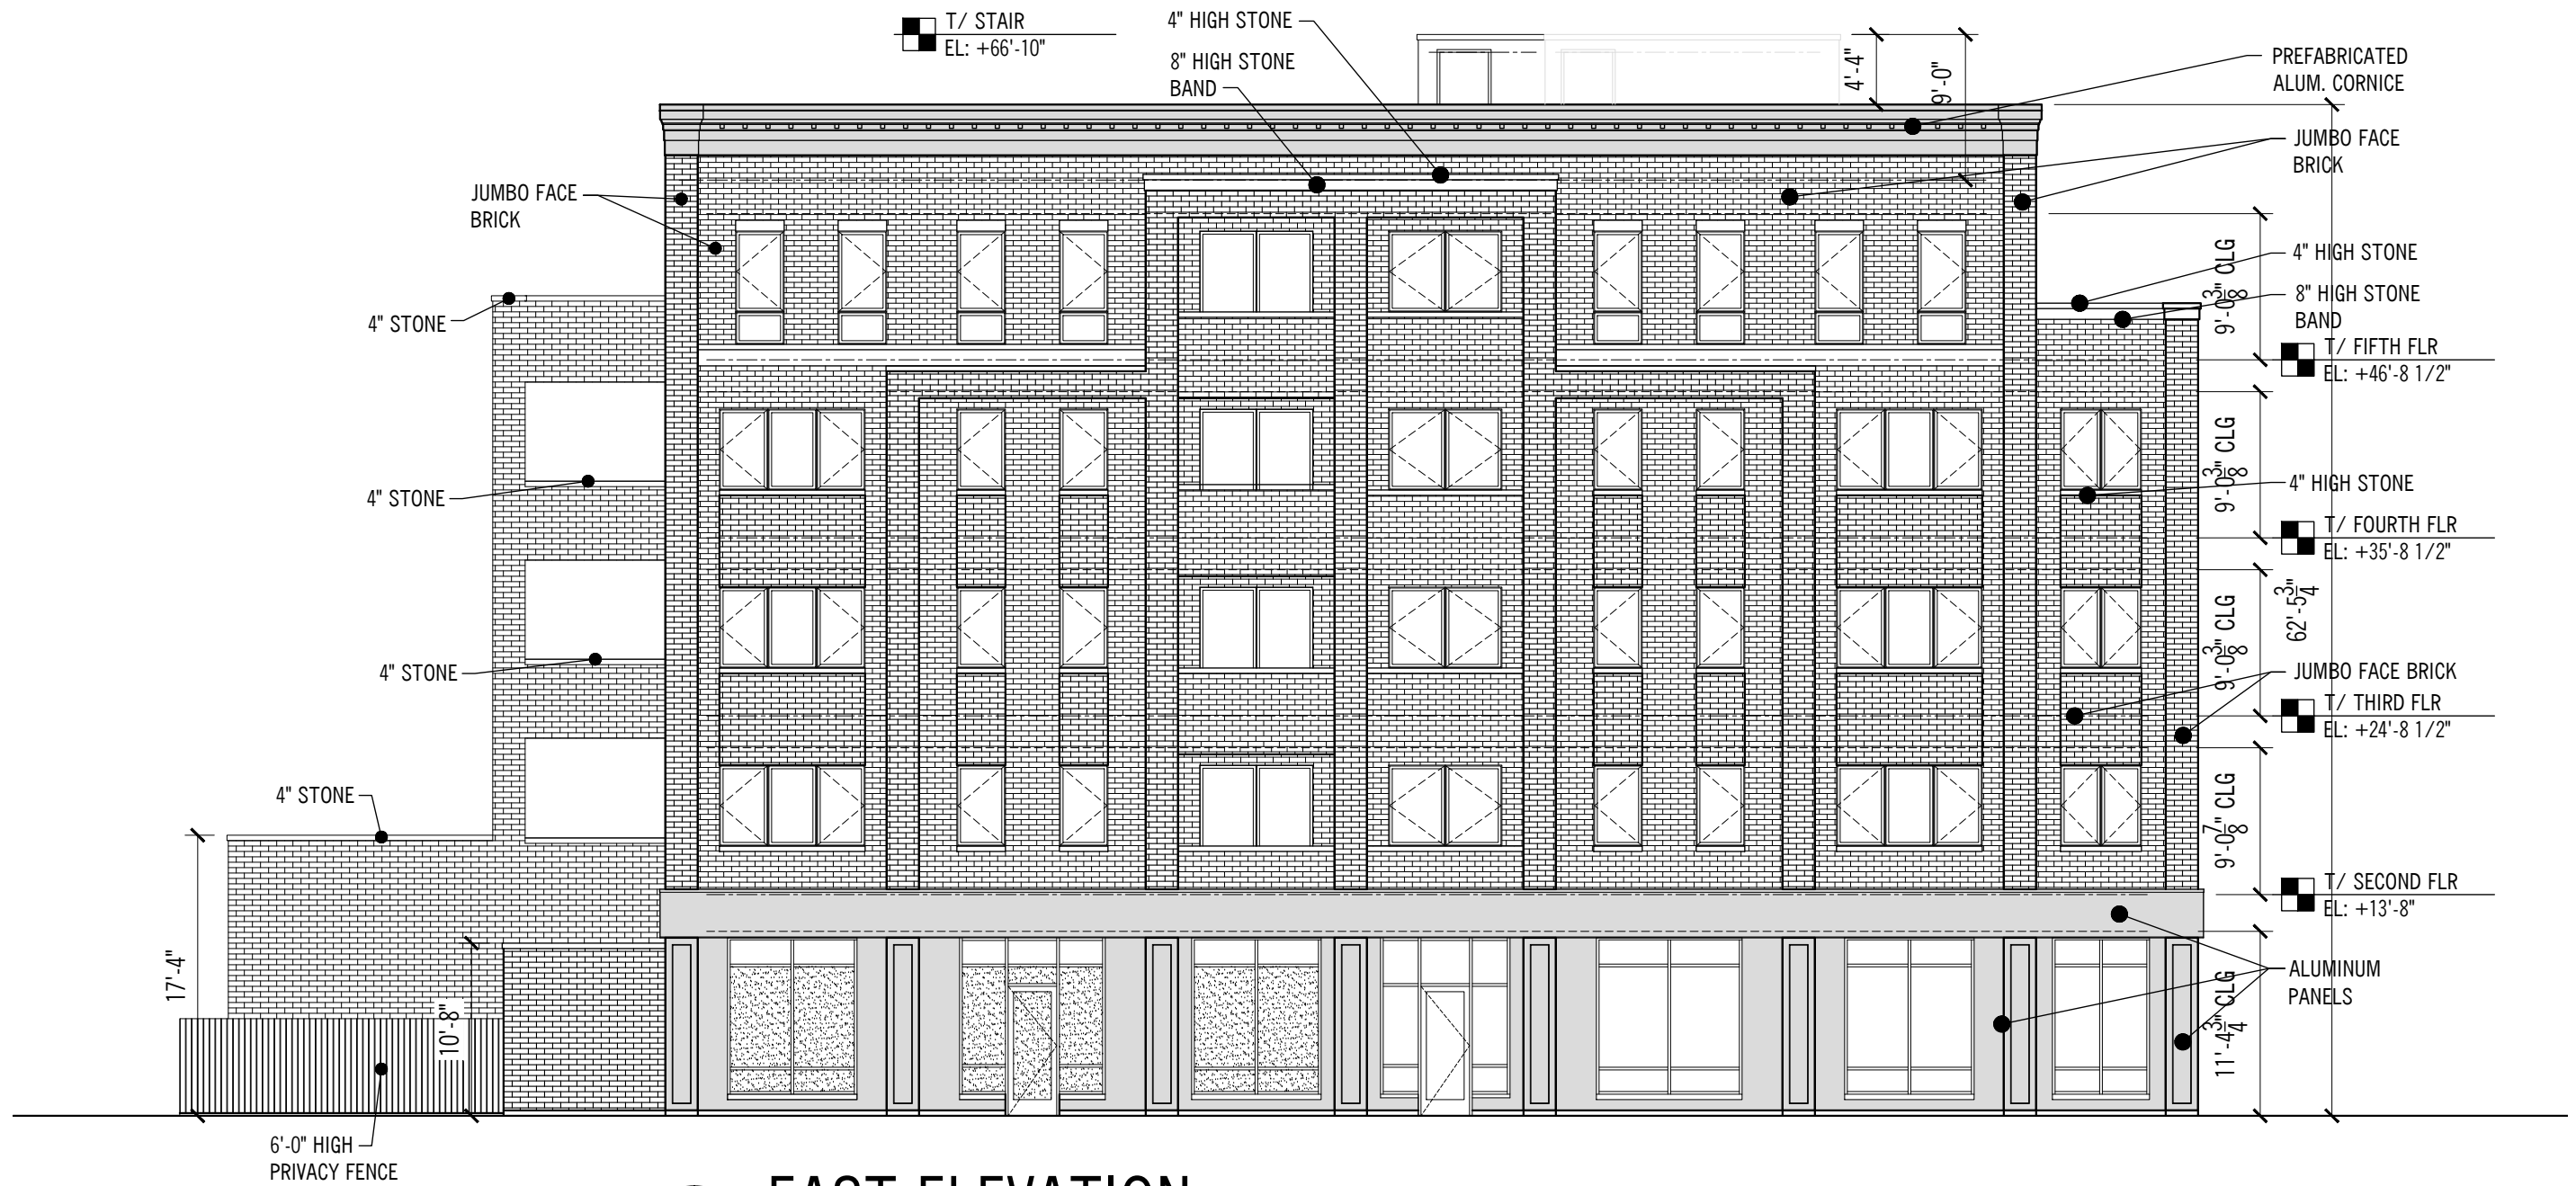 T/ STAIR
EL: +66'-10"
4" HIGH STONE
8" HIGH STONE
BAND
4'-4"
9'-0"
PREFABRICATED
ALUM. CORNICE
JUMBO FACE
BRICK
JUMBO FACE
BRICK
4" HIGH STONE
9'-0 3/8" CLG
8" HIGH STONE
BAND
4" STONE
T/ FIFTH FLR
EL: +46'-8 1/2"
9'-0 3/8" CLG
4" HIGH STONE
4" STONE
T/ FOURTH FLR
EL: +35'-8 1/2"
62'-5 3/4"
9'-0 3/8" CLG
4" STONE
JUMBO FACE BRICK
T/ THIRD FLR
EL: +24'-8 1/2"
4" STONE
9'-0 7/8" CLG
T/ SECOND FLR
EL: +13'-8"
17'-4"
10'-8"
ALUMINUM
PANELS
11'-4 3/4" CLG
6'-0" HIGH
PRIVACY FENCE
EAST ELEVATION